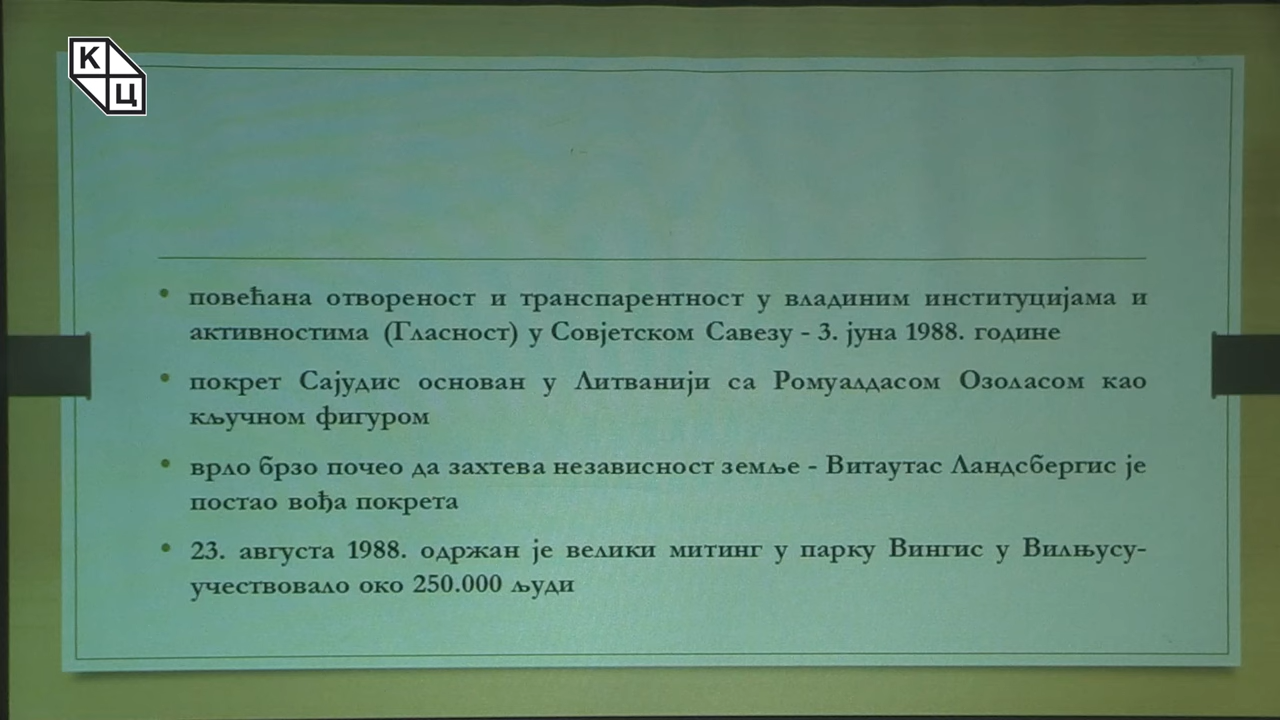 К
Ц
повећана отвореност и транспарентност у владиним институцијама и
активностима (Гласност) у Совјетском Савезу - 3. јуна 1988. године
покрет Сајудис основан у Литванији са Ромуалдасом Озоласом као
кључном фигуром
врло брзо почео да захтева независност земље - Витаутас Ландсбергис је
постао вођа покрета
23. августа 1988. одржан је велики митинг у парку Вингис у Вилњусу-
учествовало око 250.000 људи